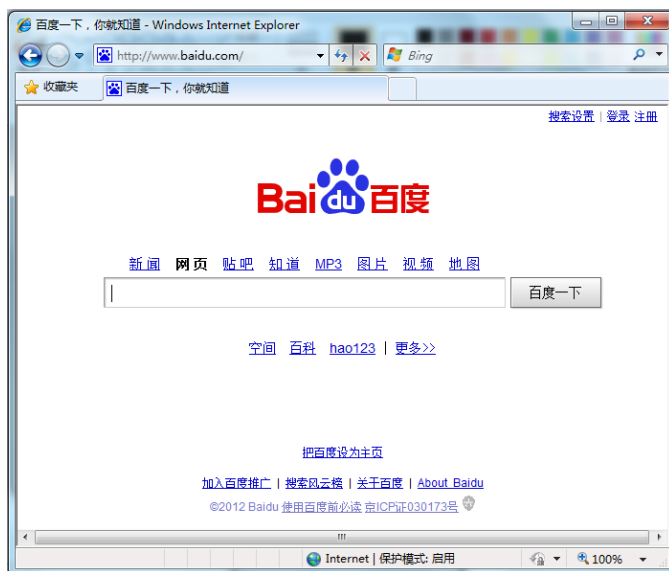 百度一下，你就知道 - Windows Internet Explorer
http://www.baidu.com/ Bing
收藏夹 百度一下，你就知道
搜索设置 | 登录 注册
Bai du 百度
新闻 网页 贴吧 知道 MP3 图片 视频 地图
百度一下
空间 百科 hao123 | 更多>>
把百度设为主页
加入百度推广 | 搜索风云榜 | 关于百度 | About Baidu
©2012 Baidu 使用百度前必读 京ICP证030173号
Internet | 保护模式: 启用 100%